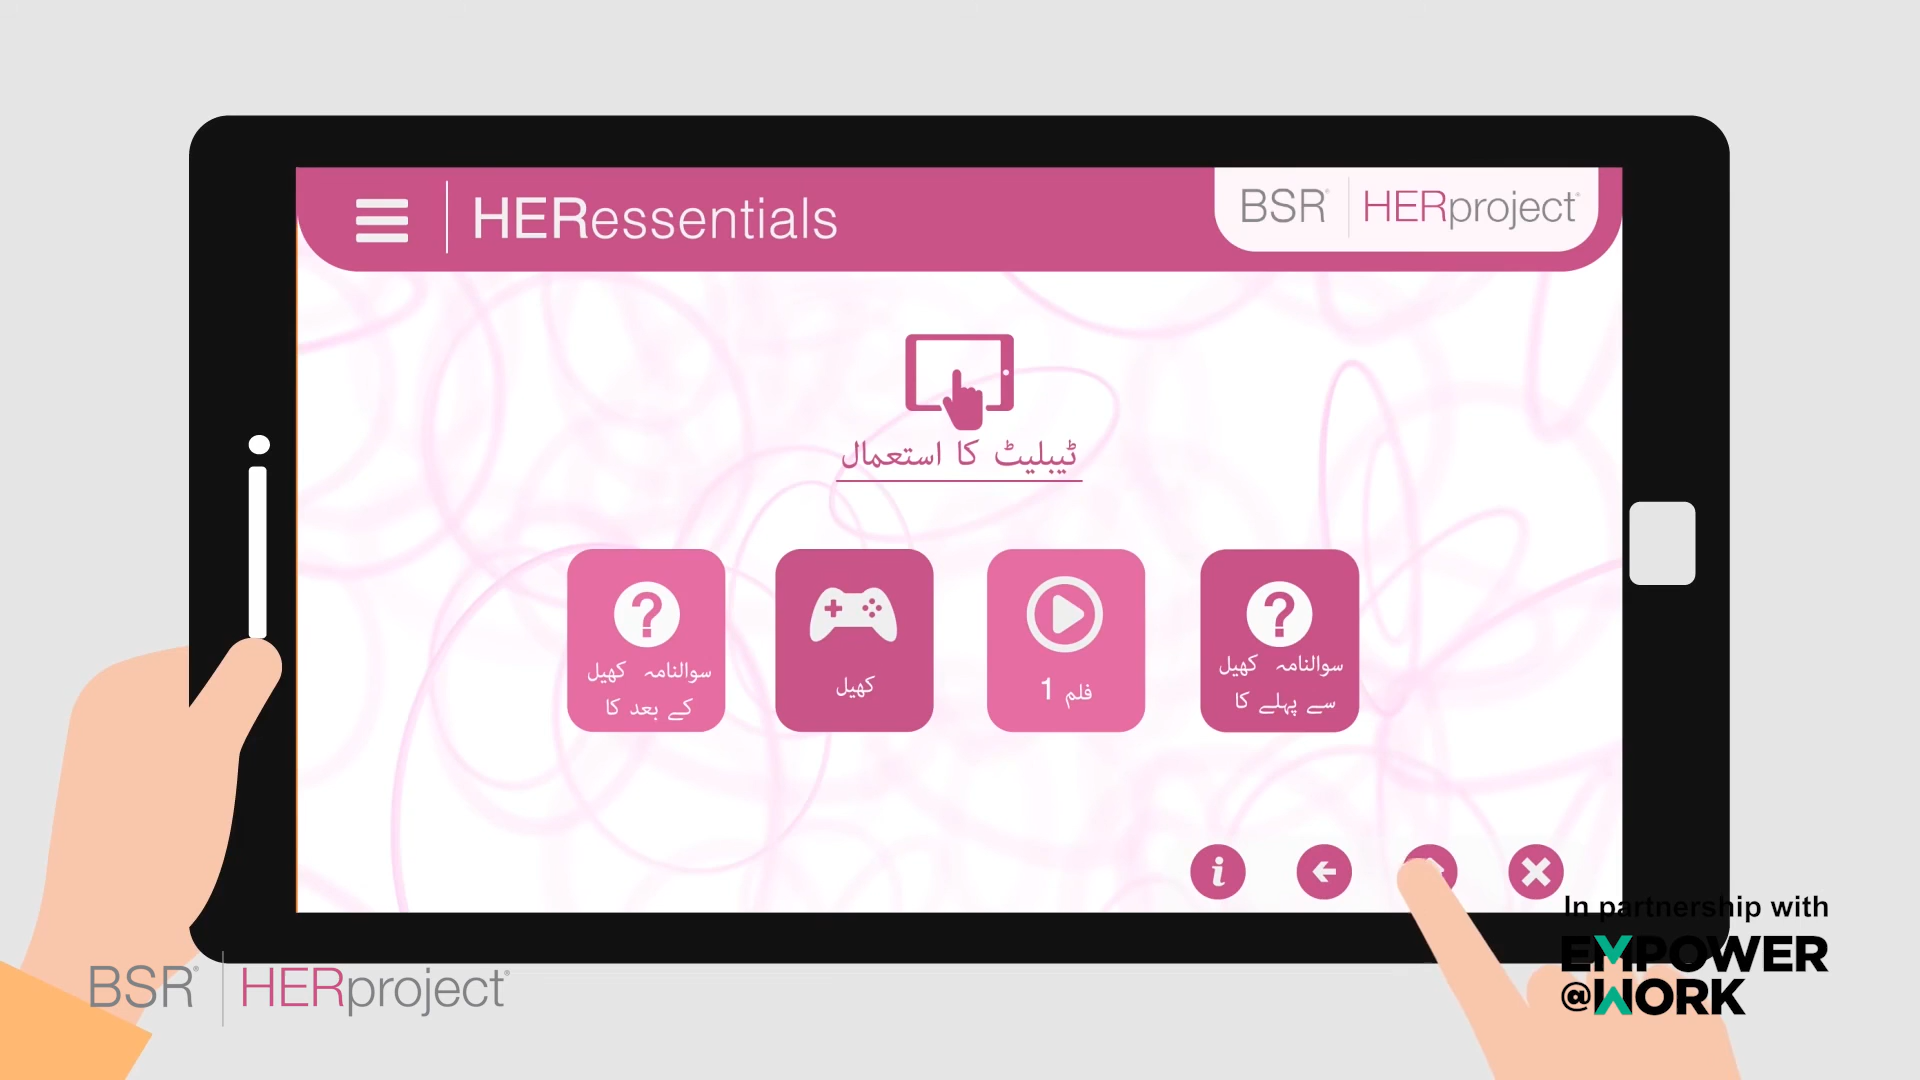 HERessentials
BSR® HERproject®
ٹیبلیٹ کا استعمال
سوالنامہ کھیل
سے پہلے کا
فلم 1
کھیل
سوالنامہ کھیل
کے بعد کا
In partnership with
EMPOWER
@WORK
BSR® HERproject®